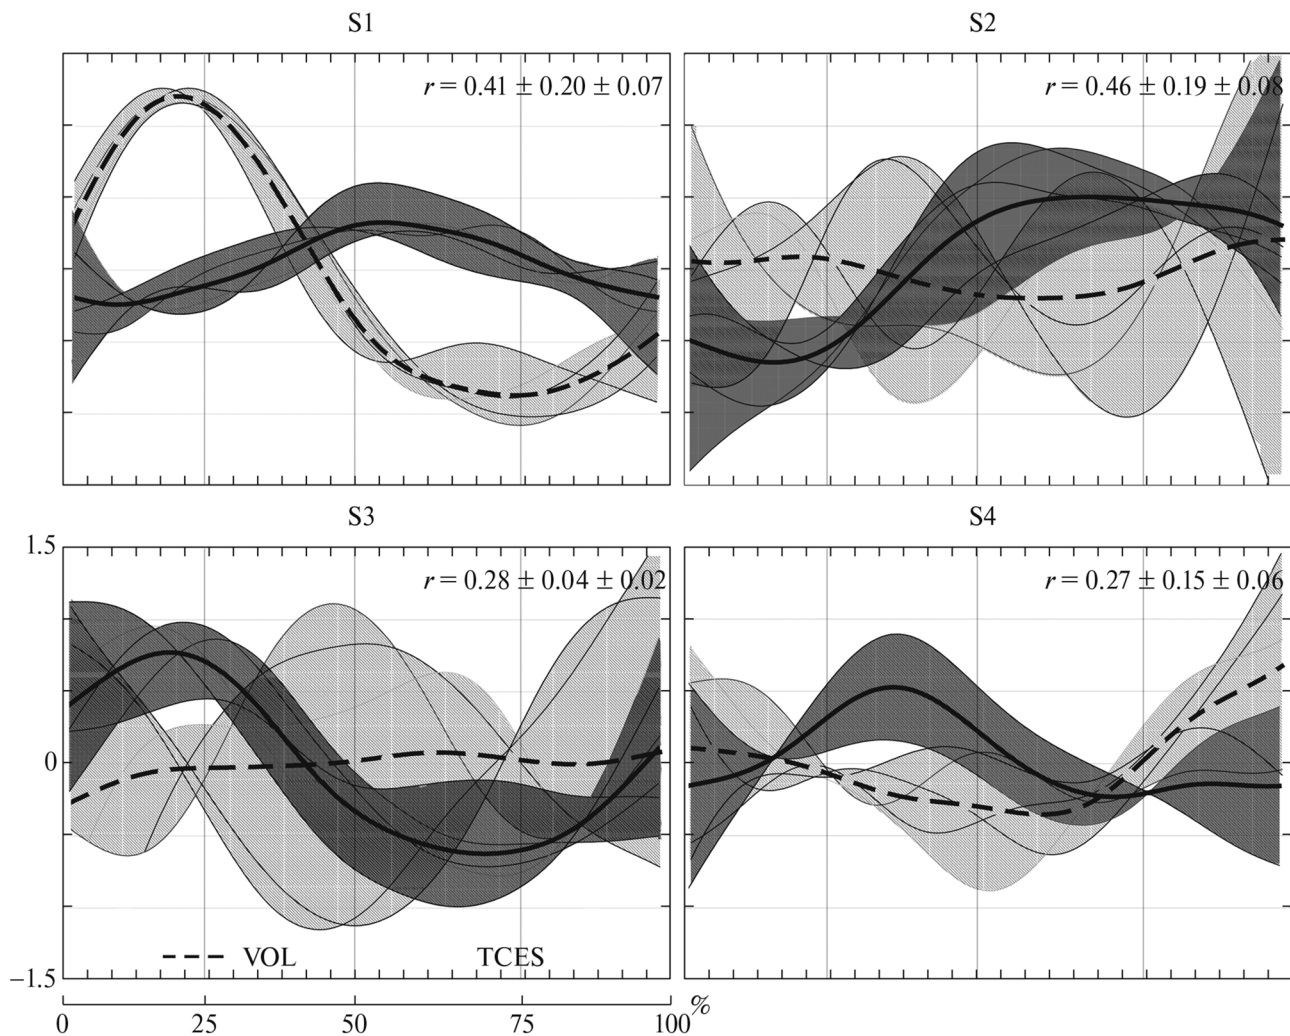 S1
S2
r = 0.41 ± 0.20 ± 0.07
r = 0.46 ± 0.19 ± 0.08
S3
S4
1.5
r = 0.28 ± 0.04 ± 0.02
r = 0.27 ± 0.15 ± 0.06
0
VOL
TCES
−1.5
0
25
50
75
100
%